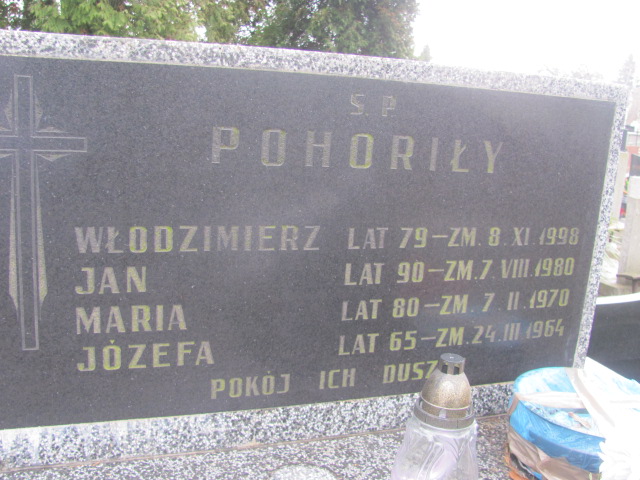 Ś.P.
POHORIŁY
WŁODZIMIERZ LAT 79 – ZM. 8. XI. 1998
JAN LAT 90 – ZM. 7. VIII. 1980
MARIA LAT 80 – ZM. 7 II. 1970
JÓZEFA LAT 65 – ZM. 24. III. 1964
POKÓJ ICH